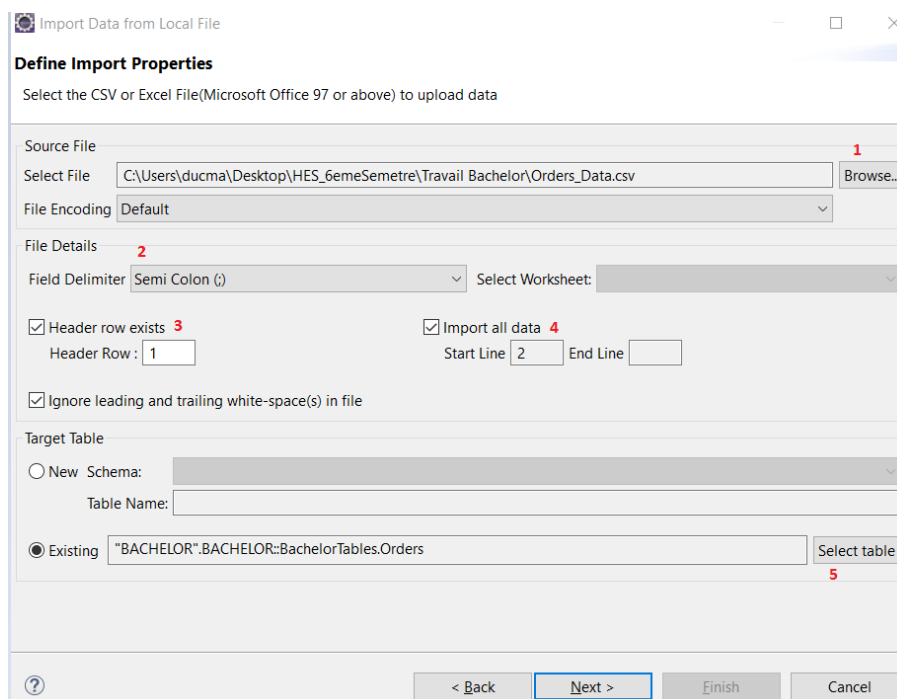 Import Data from Local File
Define Import Properties
Select the CSV or Excel File(Microsoft Office 97 or above) to upload data
Source File
1
Select File C:\Users\ducma\Desktop\HES_6emeSemetre\Travail Bachelor\Orders_Data.csv Browse..
File Encoding Default
File Details
2
Field Delimiter Semi Colon (;) Select Worksheet:
Header row exists 3 Import all data 4
Header Row : 1 Start Line 2 End Line
Ignore leading and trailing white-space(s) in file
Target Table
New Schema:
Table Name:
Existing "BACHELOR".BACHELOR::BachelorTables.Orders Select table
5
? < Back Next > Finish Cancel